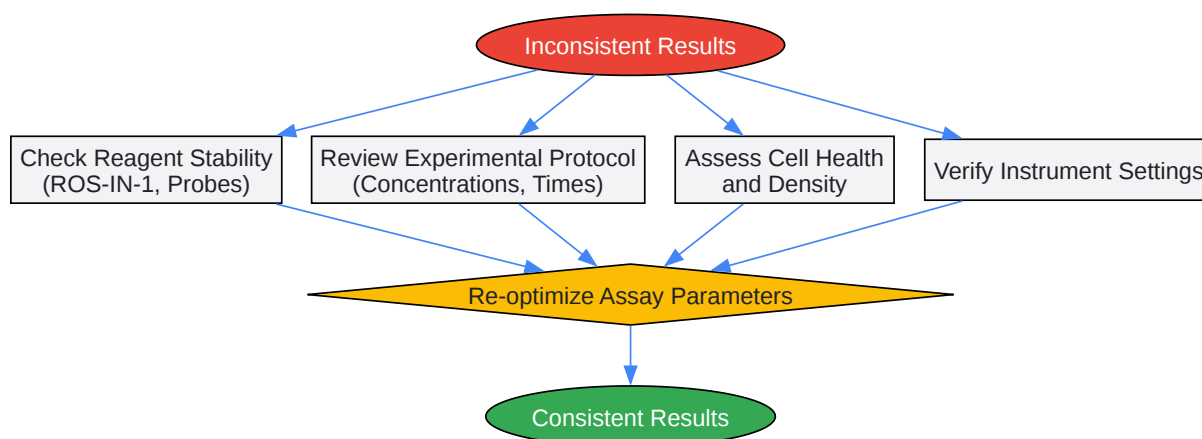 Inconsistent Results
Check Reagent Stability
(ROS-IN-1, Probes)
Review Experimental Protocol
(Concentrations, Times)
Assess Cell Health
and Density
Verify Instrument Settings
Re-optimize Assay Parameters
Consistent Results